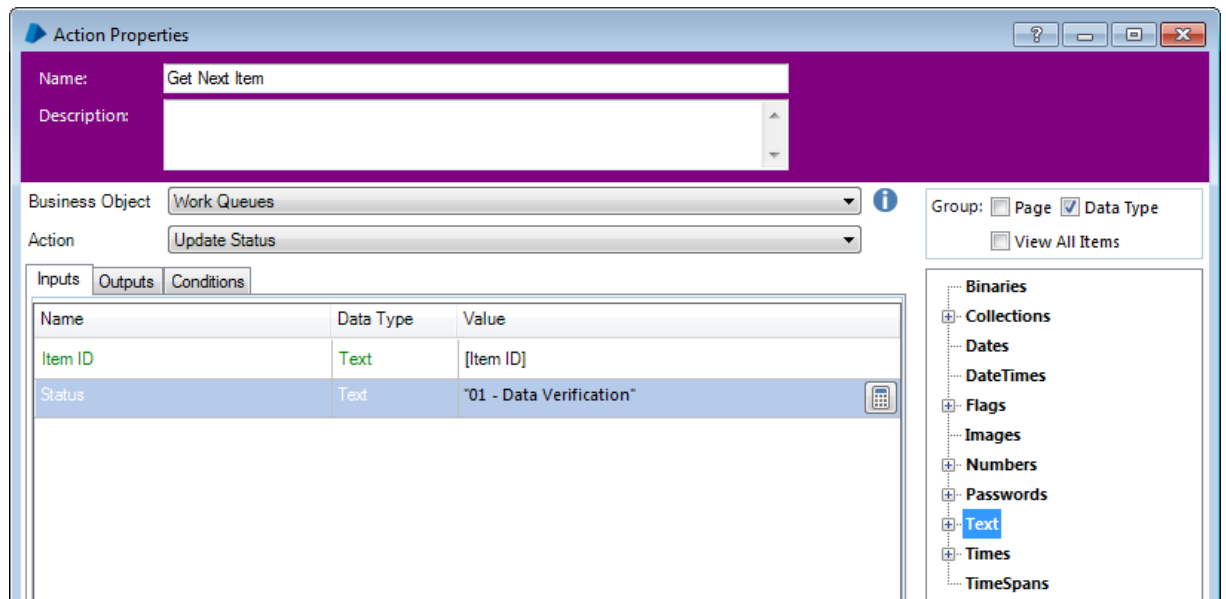 Action Properties
?
Name: Get Next Item
Description:
Business Object Work Queues i
Action Update Status
Group: Page Data Type
View All Items
Inputs Outputs Conditions
Name Data Type Value
Item ID Text [Item ID]
Status Text "01 - Data Verification"
Binaries
Collections
Dates
DateTimes
Flags
Images
Numbers
Passwords
Text
Times
TimeSpans